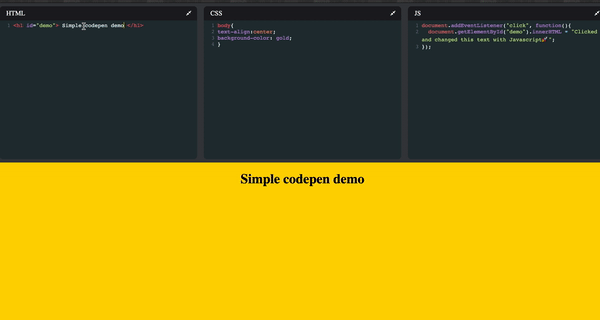 HTML
1 <h1 id="demo"> Simple codepen demo </h1>
CSS
1 body{
2 text-align:center;
3 background-color: gold;
4 }
JS
1 document.addEventListener("click", function(){
2 document.getElementById("demo").innerHTML = "Clicked
and changed this text with Javascript🚀";
3 });
Simple codepen demo